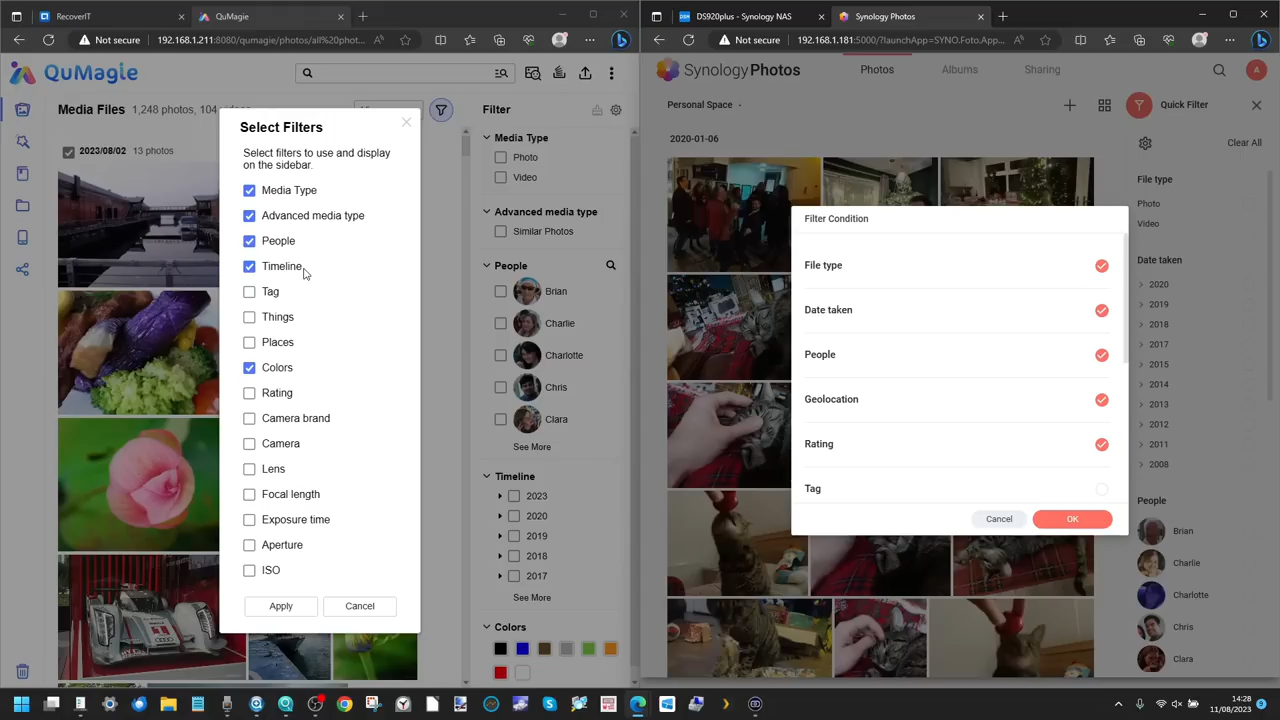 RecoverIT
QuMagie
Not secure
192.168.1.211:8080/qumagie/photos/all%20phot...
QuMagie
Media Files
1,248 photos, 104
2023/08/02
13 photos
Select Filters
Select filters to use and display
on the sidebar.
Media Type
Advanced media type
People
Timeline
Tag
Things
Places
Colors
Rating
Camera brand
Camera
Lens
Focal length
Exposure time
Aperture
ISO
Apply
Cancel
Filter
Media Type
Photo
Video
Advanced media type
Similar Photos
People
Brian
Charlie
Charlotte
Chris
Clara
See More
Timeline
2023
2020
2019
2018
2017
See More
Colors
DS920plus - Synology NAS
Synology Photos
Not secure
192.168.1.181:5000/?launchApp=SYNO.Foto.App...
SynologyPhotos
Photos
Albums
Sharing
A
Personal Space
Quick Filter
2020-01-06
Clear All
File type
Photo
Video
Date taken
2020
2019
2018
2017
2015
2014
2013
2012
2011
2008
People
Brian
Charlie
Charlotte
Chris
Clara
Filter Condition
File type
Date taken
People
Geolocation
Rating
Tag
Cancel
OK
14:28
11/08/2023